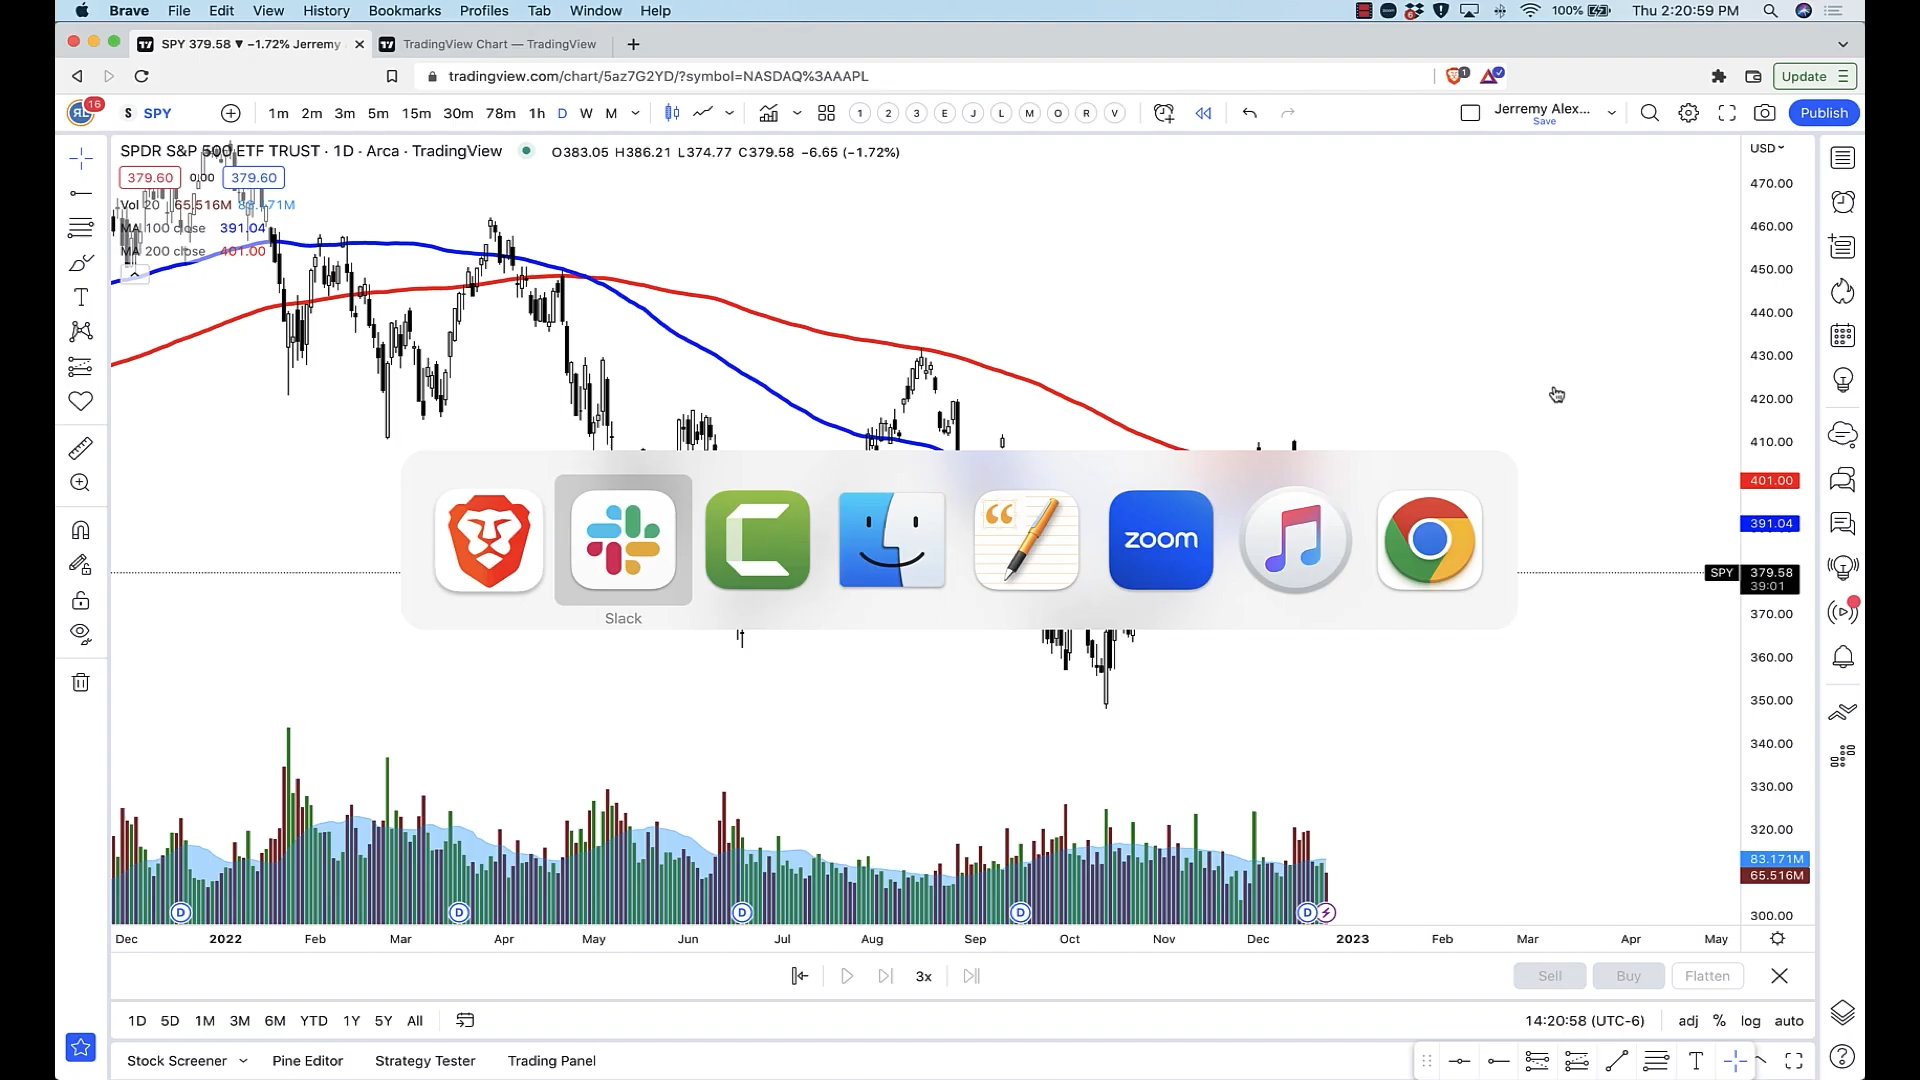 Brave File Edit View History Bookmarks Profiles Tab Window Help 6 100% Thu 2:20:59 PM
SPY 379.58 ▼ −1.72% Jerremy TradingView Chart — TradingView
tradingview.com/chart/5az7G2YD/?symbol=NASDAQ%3AAAPL 1 Update
16 S SPY 1m 2m 3m 5m 15m 30m 78m 1h D W M 1 2 3 E J L M O R V Jerremy Alex... Save Publish
SPDR S&P 500 ETF TRUST · 1D · Arca · TradingView O383.05 H386.21 L374.77 C379.58 −6.65 (−1.72%) USD
379.60 0.00 379.60
470.00
Vol 20 65.516M 83.171M
MA 100 close 391.04
460.00
MA 200 close 401.00
450.00
440.00
430.00
420.00
410.00
401.00
391.04
zoom
SPY 379.58
39:01
Slack
370.00
360.00
350.00
340.00
330.00
320.00
83.171M
65.516M
D D D D D
300.00
Dec 2022 Feb Mar Apr May Jun Jul Aug Sep Oct Nov Dec 2023 Feb Mar Apr May
3x Sell Buy Flatten
1D 5D 1M 3M 6M YTD 1Y 5Y All 14:20:58 (UTC-6) adj % log auto
Stock Screener Pine Editor Strategy Tester Trading Panel